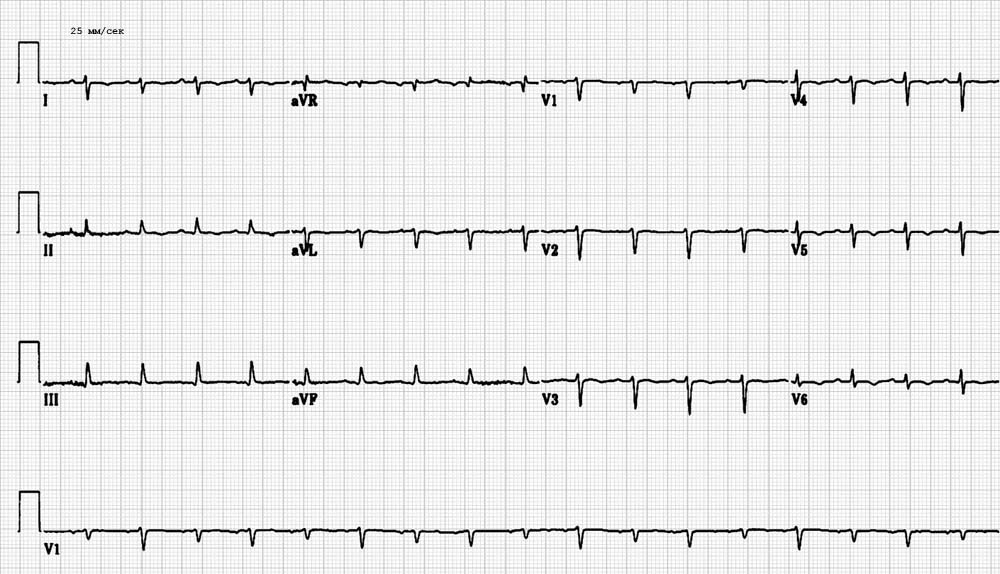 25 мм/сек
I aVR V1 V4
II aVL V2 V5
III aVF V3 V6
V1